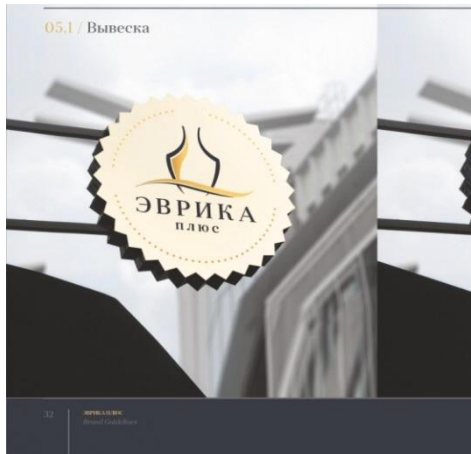 05.1 / Вывеска
ЭВРИКА
плюс
32
ЭВРИКА ПЛЮС
Brand Guidelines